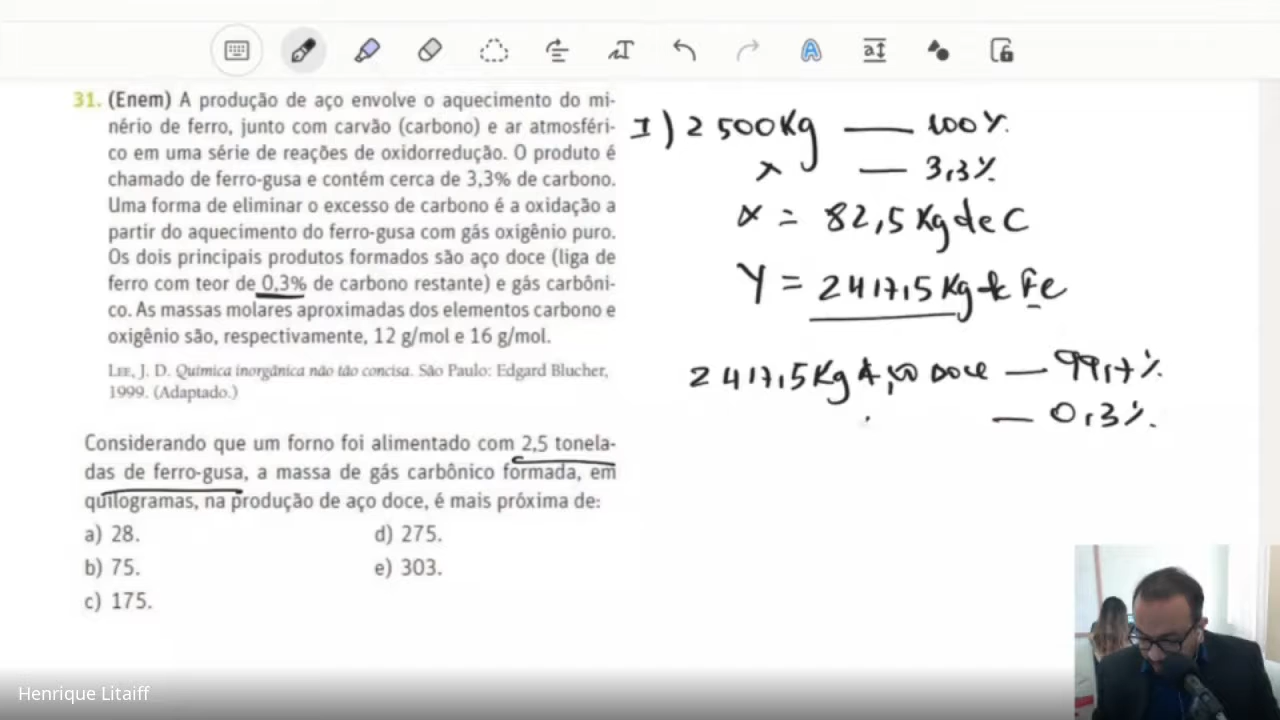 31. (Enem) A produção de aço envolve o aquecimento do mi-
nério de ferro, junto com carvão (carbono) e ar atmosféri-
co em uma série de reações de oxidorredução. O produto é
chamado de ferro-gusa e contém cerca de 3,3% de carbono.
Uma forma de eliminar o excesso de carbono é a oxidação a
partir do aquecimento do ferro-gusa com gás oxigênio puro.
Os dois principais produtos formados são aço doce (liga de
ferro com teor de 0,3% de carbono restante) e gás carbôni-
co. As massas molares aproximadas dos elementos carbono e
oxigênio são, respectivamente, 12 g/mol e 16 g/mol.
LEE, J. D. Química inorgânica não tão concisa. São Paulo: Edgard Blucher,
1999. (Adaptado.)
Considerando que um forno foi alimentado com 2,5 tonela-
das de ferro-gusa, a massa de gás carbônico formada, em
quilogramas, na produção de aço doce, é mais próxima de:
a) 28.
b) 75.
c) 175.
d) 275.
e) 303.
I) 2500Kg — 100%
x — 3,3%
x = 82,5 Kg de C
Y = 2417,5 Kg de Fe
2417,5 Kg Aço Doce — 99,7%
— 0,3%.
Henrique Litaiff